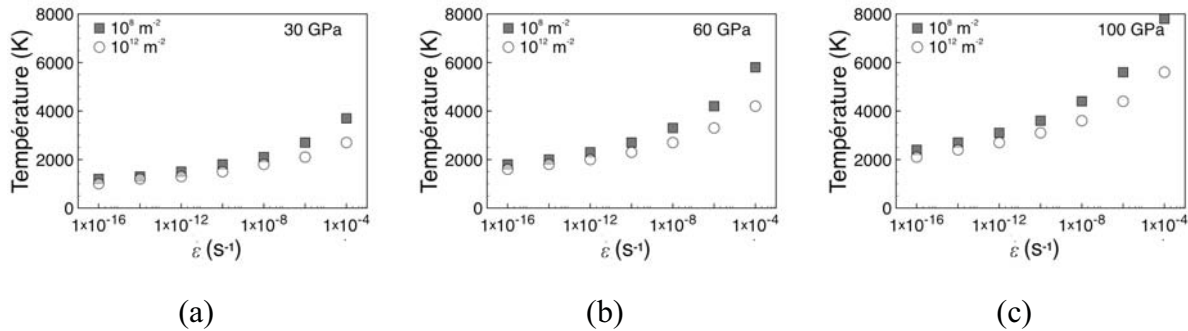 8000
6000
4000
2000
0
Température (K)
10⁸ m⁻²
10¹² m⁻²
30 GPa
1×10⁻¹⁶
1×10⁻¹²
1×10⁻⁸
1×10⁻⁴
ε̇ (s⁻¹)
(a)
8000
6000
4000
2000
0
Température (K)
10⁸ m⁻²
10¹² m⁻²
60 GPa
1×10⁻¹⁶
1×10⁻¹²
1×10⁻⁸
1×10⁻⁴
ε̇ (s⁻¹)
(b)
8000
6000
4000
2000
0
Température (K)
10⁸ m⁻²
10¹² m⁻²
100 GPa
1×10⁻¹⁶
1×10⁻¹²
1×10⁻⁸
1×10⁻⁴
ε̇ (s⁻¹)
(c)